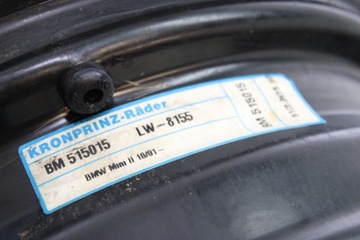 KRONPRINZ-Räder
BM 515015 LW-8155
BMW Mini II 10/01-
BM 515015